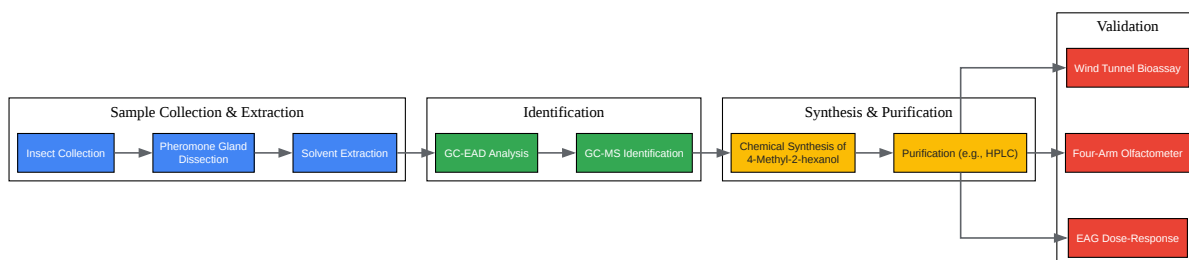 Sample Collection & Extraction
Insect Collection
Pheromone Gland
Dissection
Solvent Extraction
Identification
GC-EAD Analysis
GC-MS Identification
Synthesis & Purification
Chemical Synthesis of
4-Methyl-2-hexanol
Purification (e.g., HPLC)
Validation
Wind Tunnel Bioassay
Four-Arm Olfactometer
EAG Dose-Response